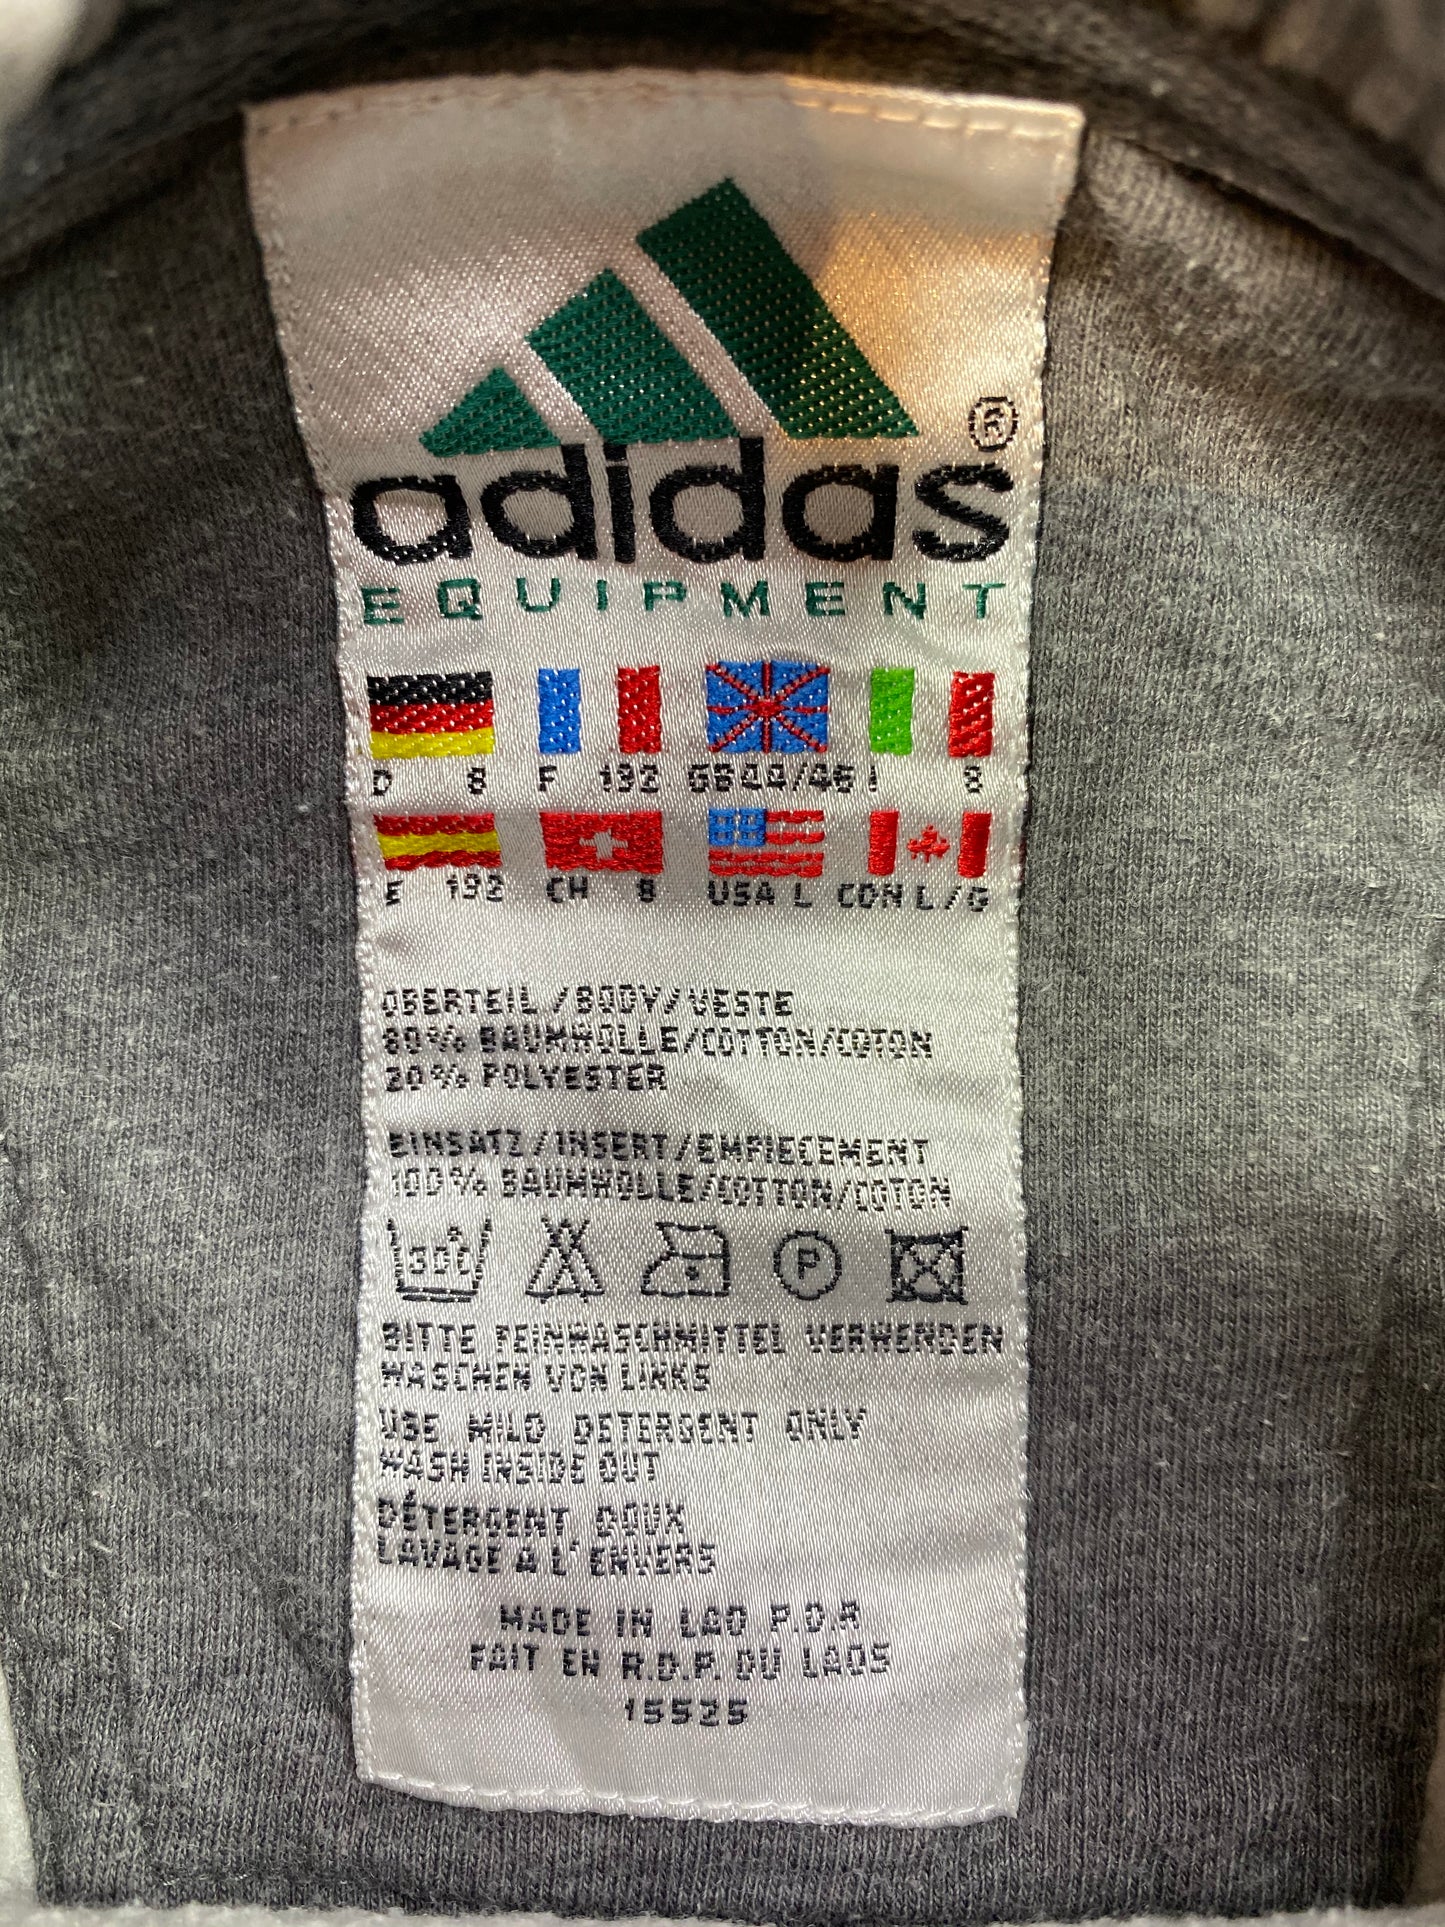 adidas ®
EQUIPMENT
D 8 F 192 GB 44/46 I 8
E 192 CH 8 USA L CDN L/G
OBERTEIL/BODY/VESTE
80% BAUMWOLLE/COTTON/COTON
20% POLYESTER
EINSATZ/INSERT/EMPIECEMENT
100% BAUMWOLLE/COTTON/COTON
30°C P
BITTE FEINWASCHMITTEL VERWENDEN
WASCHEN VON LINKS
USE MILD DETERGENT ONLY
WASH INSIDE OUT
DÉTERGENT DOUX
LAVAGE A L'ENVERS
MADE IN LAO P.D.R
FAIT EN R.D.P. DU LAOS
15525